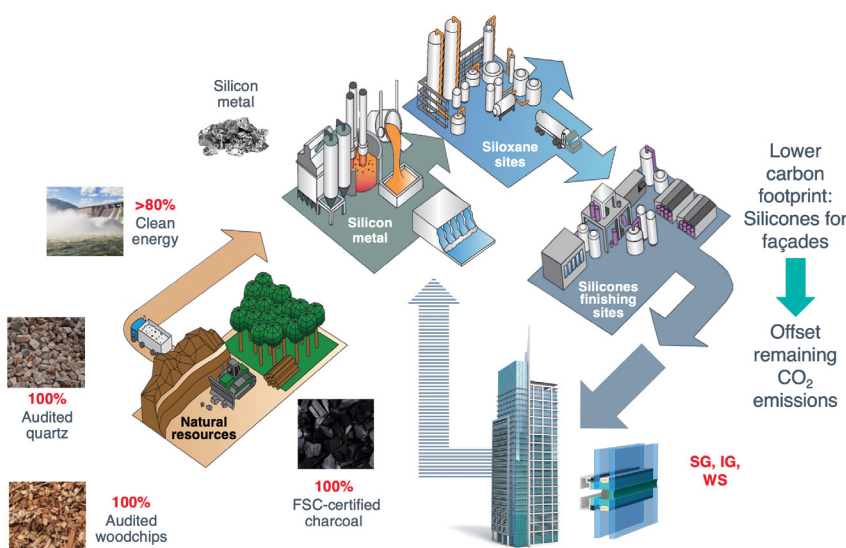 Silicon
metal
Siloxane
sites
>80%
Clean
energy
Silicon
metal
Lower
carbon
footprint:
Silicones for
façades
Silicones
finishing
sites
Offset
remaining
CO₂
emissions
100%
Audited
quartz
Natural
resources
100%
FSC-certified
charcoal
SG, IG,
WS
100%
Audited
woodchips